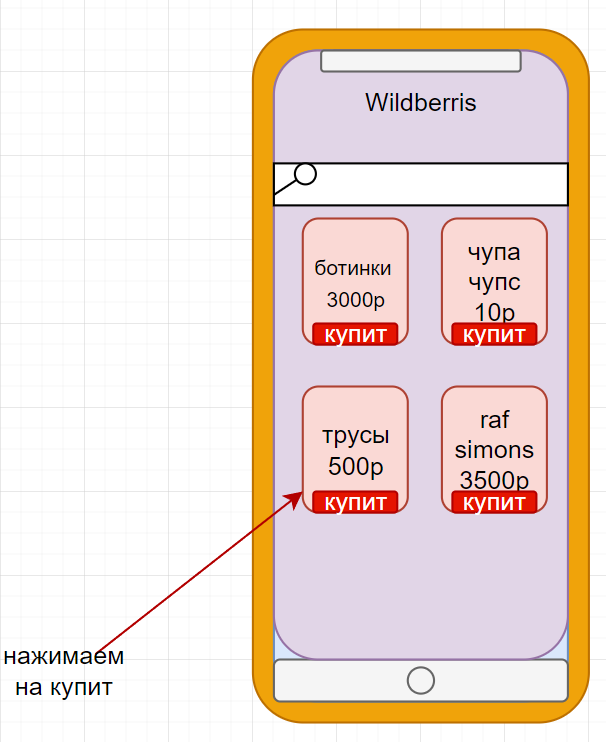 Wildberris
ботинки
3000р
купит
чупа
чупс
10р
купит
трусы
500р
купит
raf
simons
3500р
купит
нажимаем
на купит